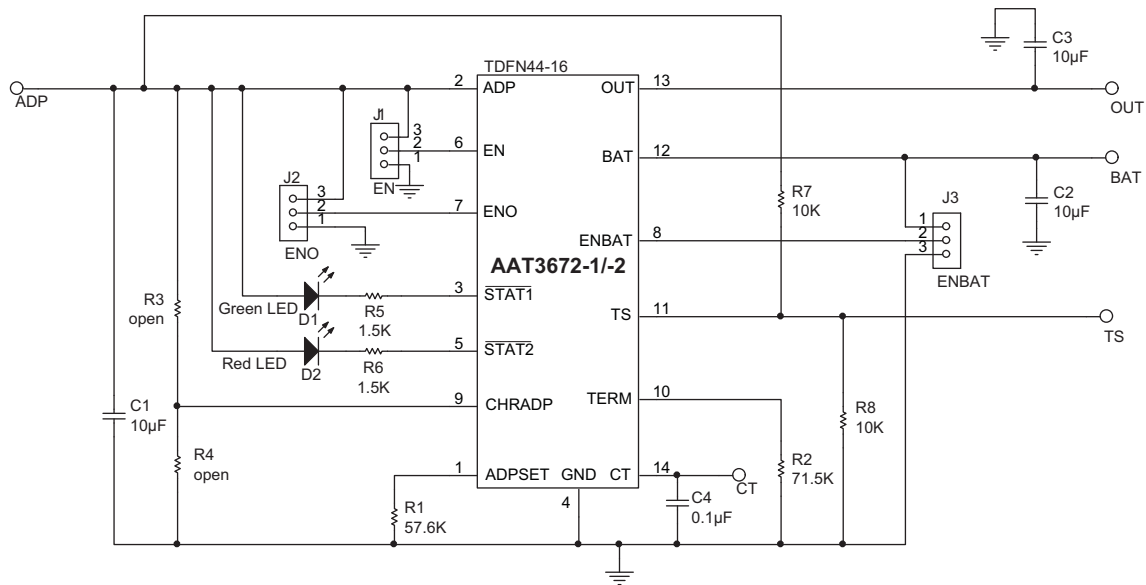 C3
10µF
TDFN44-16
ADP
2
ADP
OUT
13
OUT
J1
3
2
1
EN
6
EN
BAT
12
BAT
J2
3
2
1
ENO
7
ENO
R7
10K
C2
10µF
J3
1
2
3
ENBAT
ENBAT
8
AAT3672-1/-2
Green LED
D1
R5
1.5K
3
STAT1
R3
open
TS
11
TS
Red LED
D2
R6
1.5K
5
STAT2
C1
10µF
9
CHRADP
TERM
10
R8
10K
R4
open
1
ADPSET
GND
4
CT
14
CT
R2
71.5K
R1
57.6K
C4
0.1µF